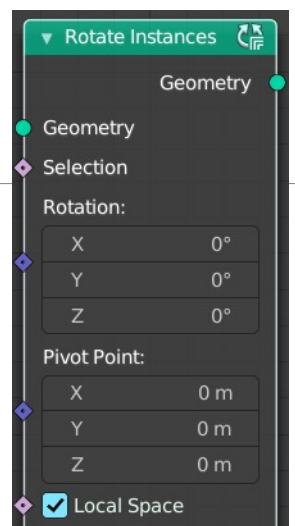 Rotate Instances
Geometry
Geometry
Selection
Rotation:
X 0°
Y 0°
Z 0°
Pivot Point:
X 0 m
Y 0 m
Z 0 m
Local Space